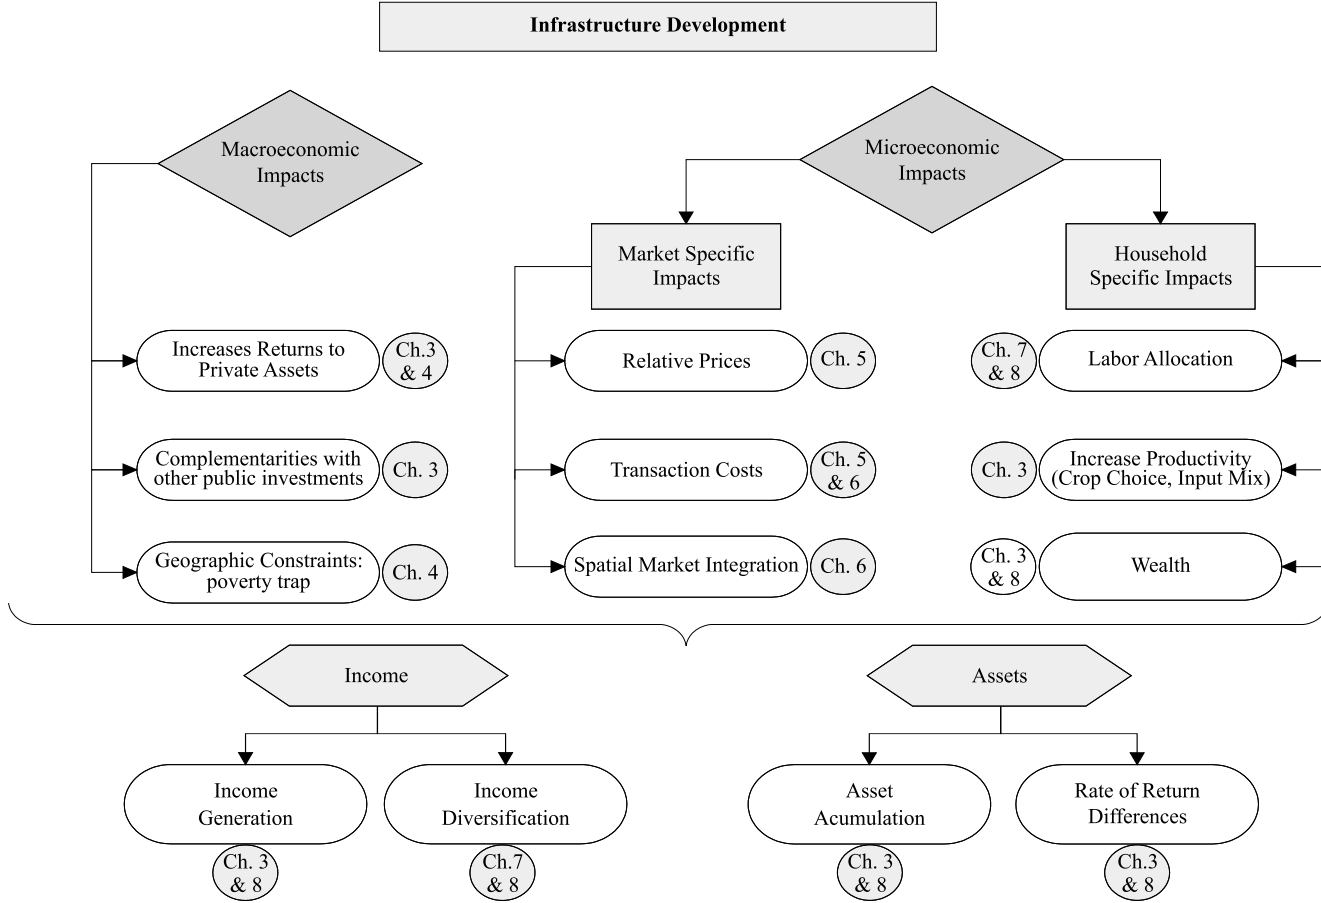 Infrastructure Development
Macroeconomic
Impacts
Microeconomic
Impacts
Market Specific
Impacts
Household
Specific Impacts
Increases Returns to
Private Assets
Ch.3
& 4
Relative Prices
Ch. 5
Ch. 7
& 8
Labor Allocation
Complementarities with
other public investments
Ch. 3
Transaction Costs
Ch. 5
& 6
Ch. 3
Increase Productivity
(Crop Choice, Input Mix)
Geographic Constraints:
poverty trap
Ch. 4
Spatial Market Integration
Ch. 6
Ch. 3
& 8
Wealth
Income
Assets
Income
Generation
Income
Diversification
Asset
Acumulation
Rate of Return
Differences
Ch. 3
& 8
Ch.7
& 8
Ch. 3
& 8
Ch.3
& 8